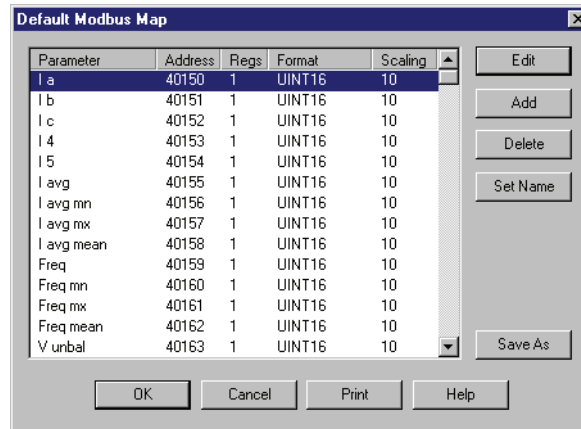 Default Modbus Map
Parameter Address Regs Format Scaling
I a 40150 1 UINT16 10
I b 40151 1 UINT16 10
I c 40152 1 UINT16 10
I 4 40153 1 UINT16 10
I 5 40154 1 UINT16 10
I avg 40155 1 UINT16 10
I avg mn 40156 1 UINT16 10
I avg mx 40157 1 UINT16 10
I avg mean 40158 1 UINT16 10
Freq 40159 1 UINT16 10
Freq mn 40160 1 UINT16 10
Freq mx 40161 1 UINT16 10
Freq mean 40162 1 UINT16 10
V unbal 40163 1 UINT16 10
Edit
Add
Delete
Set Name
Save As
OK Cancel Print Help